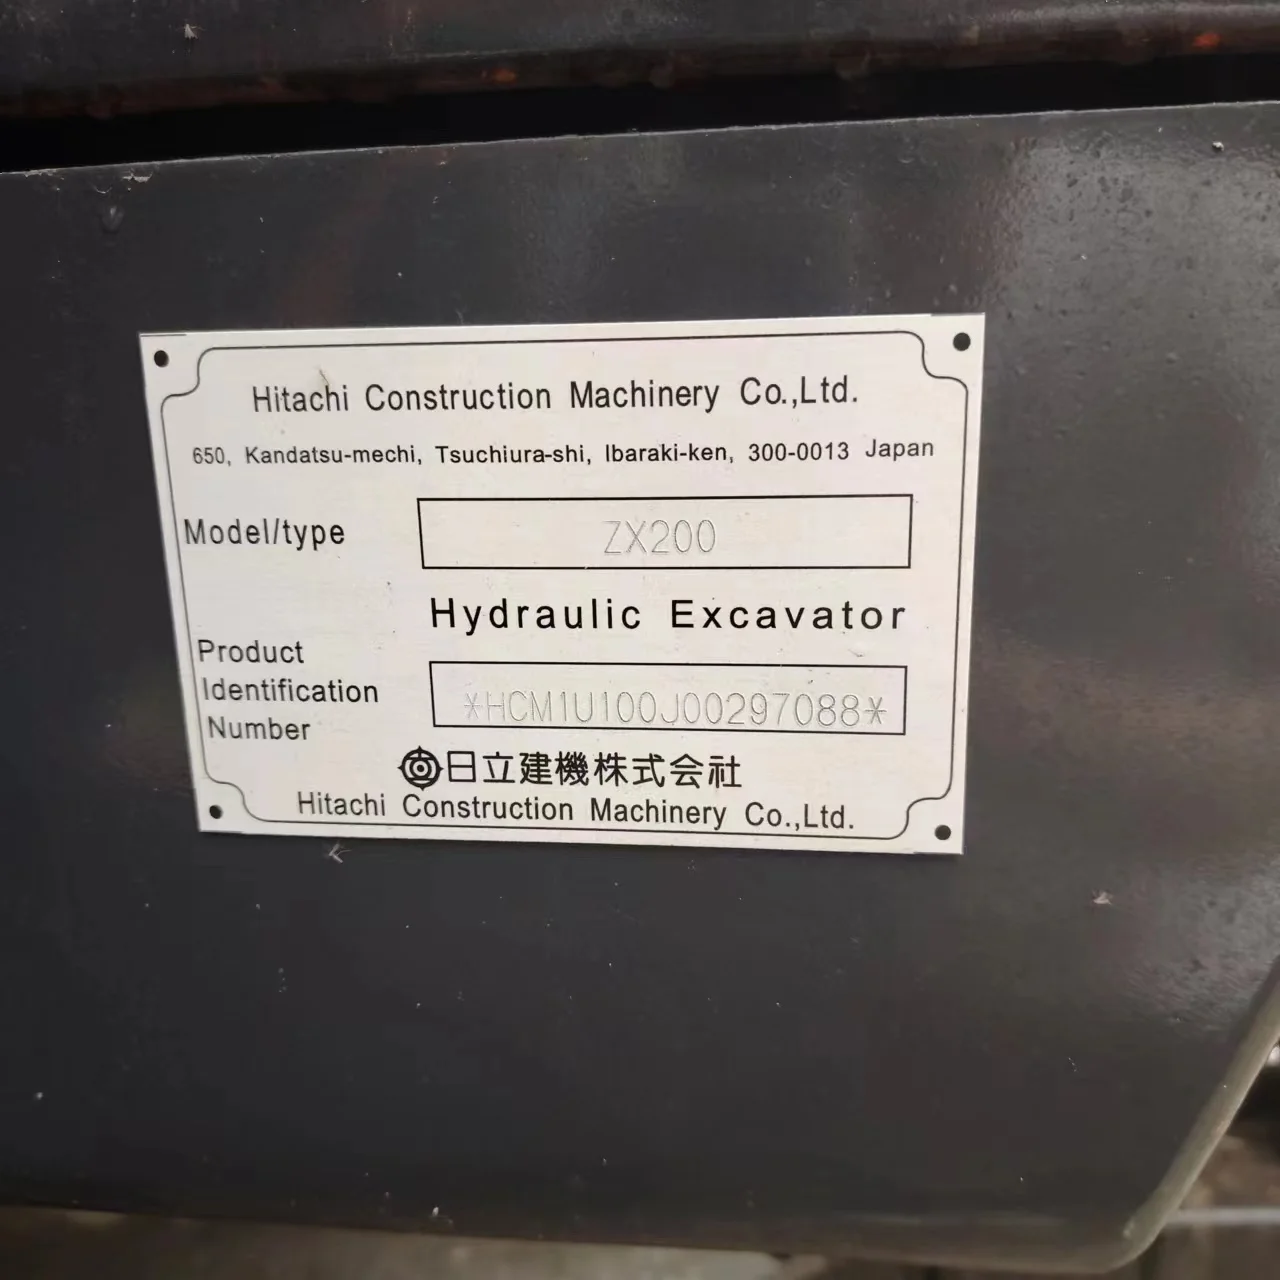 Hitachi Construction Machinery Co.,Ltd.
650, Kandatsu-mechi, Tsuchiura-shi, Ibaraki-ken, 300-0013 Japan
Model/type ZX200
Hydraulic Excavator
Product
Identification
Number
*HCM1U100J00297088*
日立建機株式会社
Hitachi Construction Machinery Co.,Ltd.